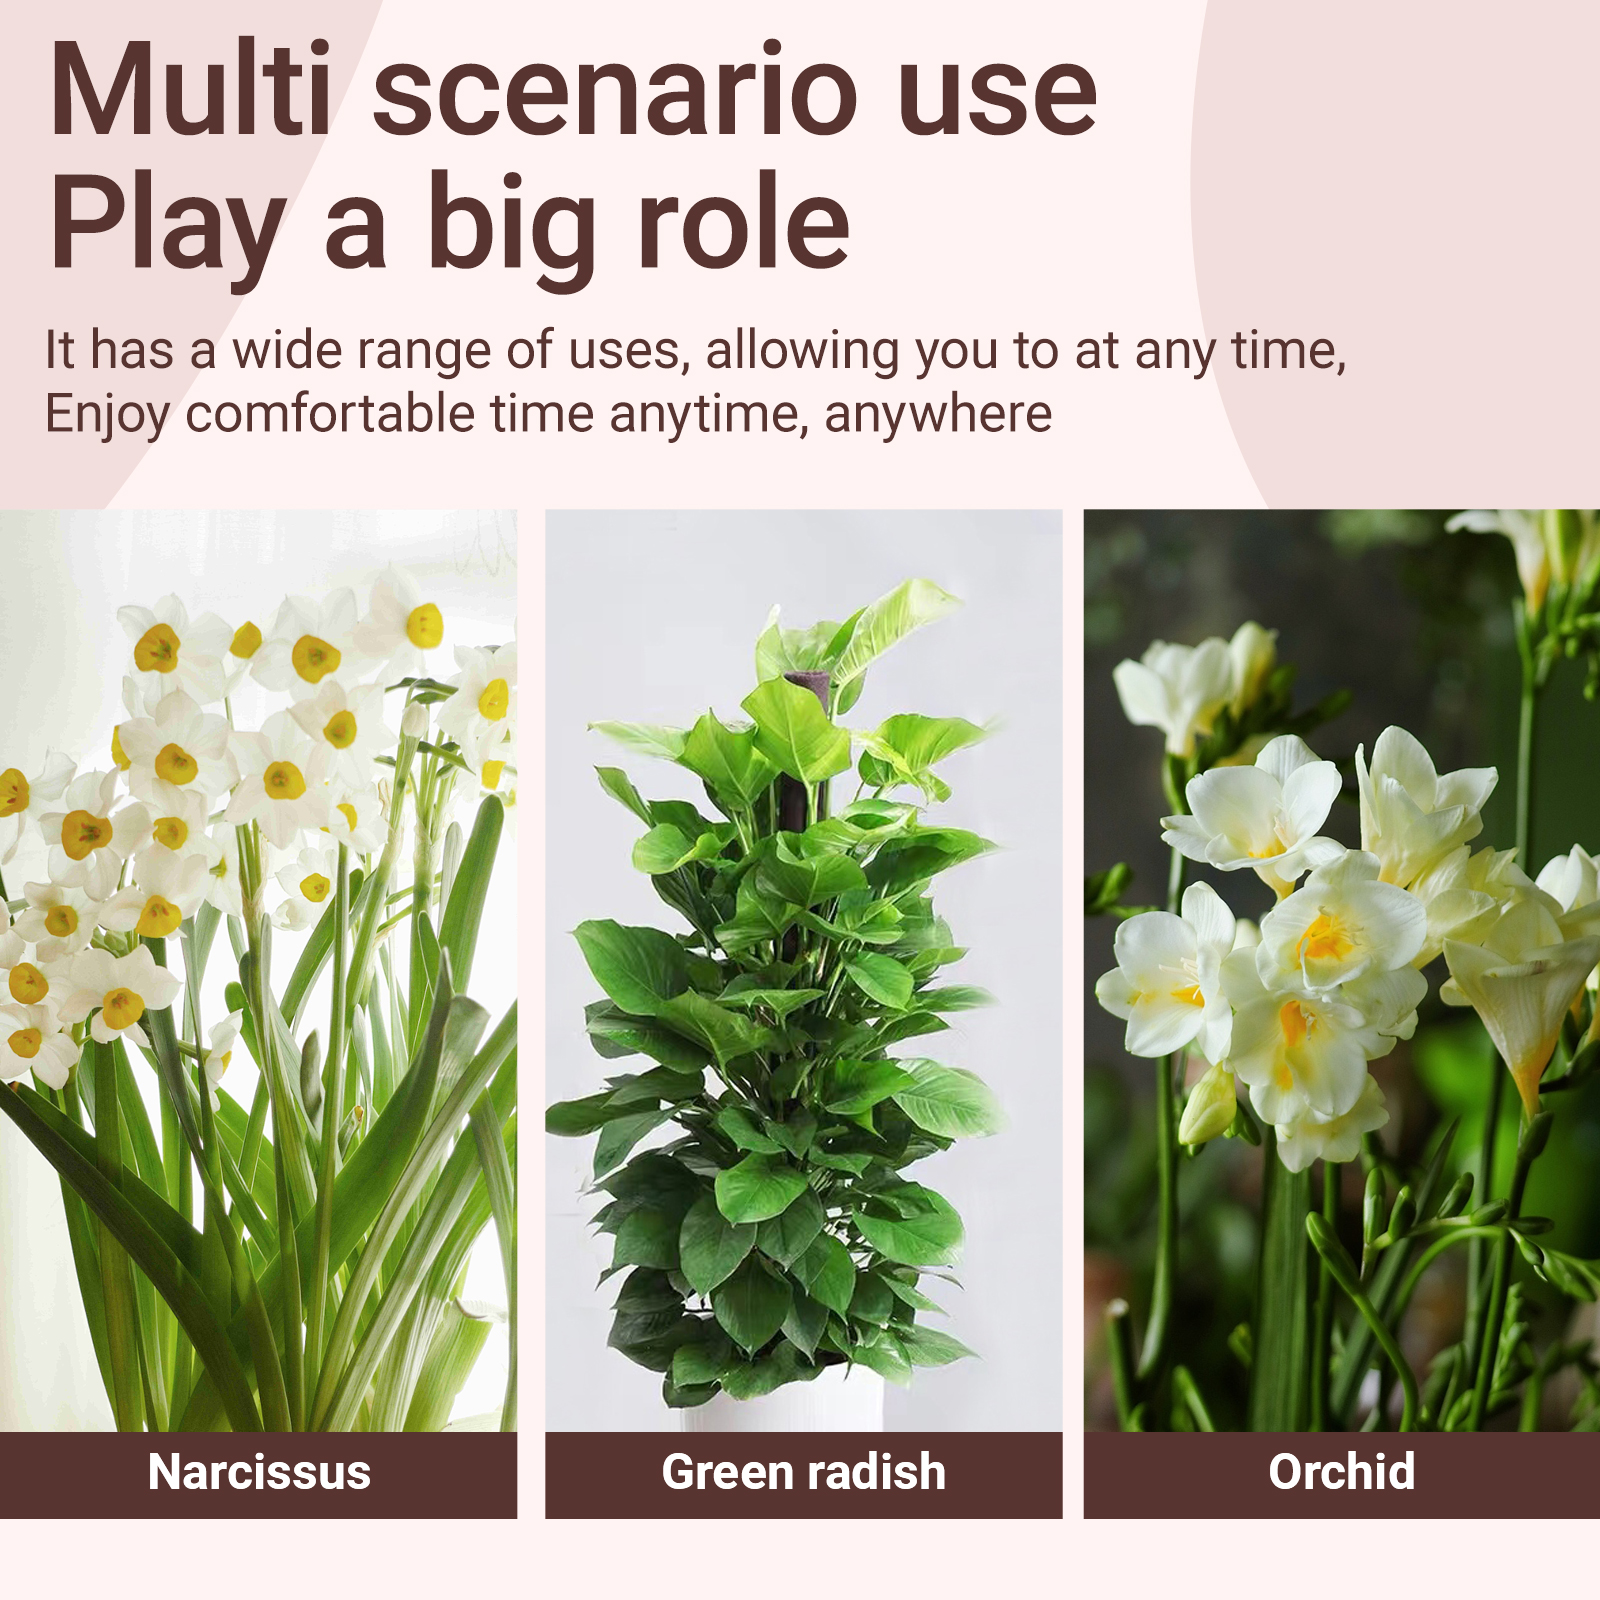 Multi scenario use
Play a big role
It has a wide range of uses, allowing you to at any time,
Enjoy comfortable time anytime, anywhere
Narcissus
Green radish
Orchid